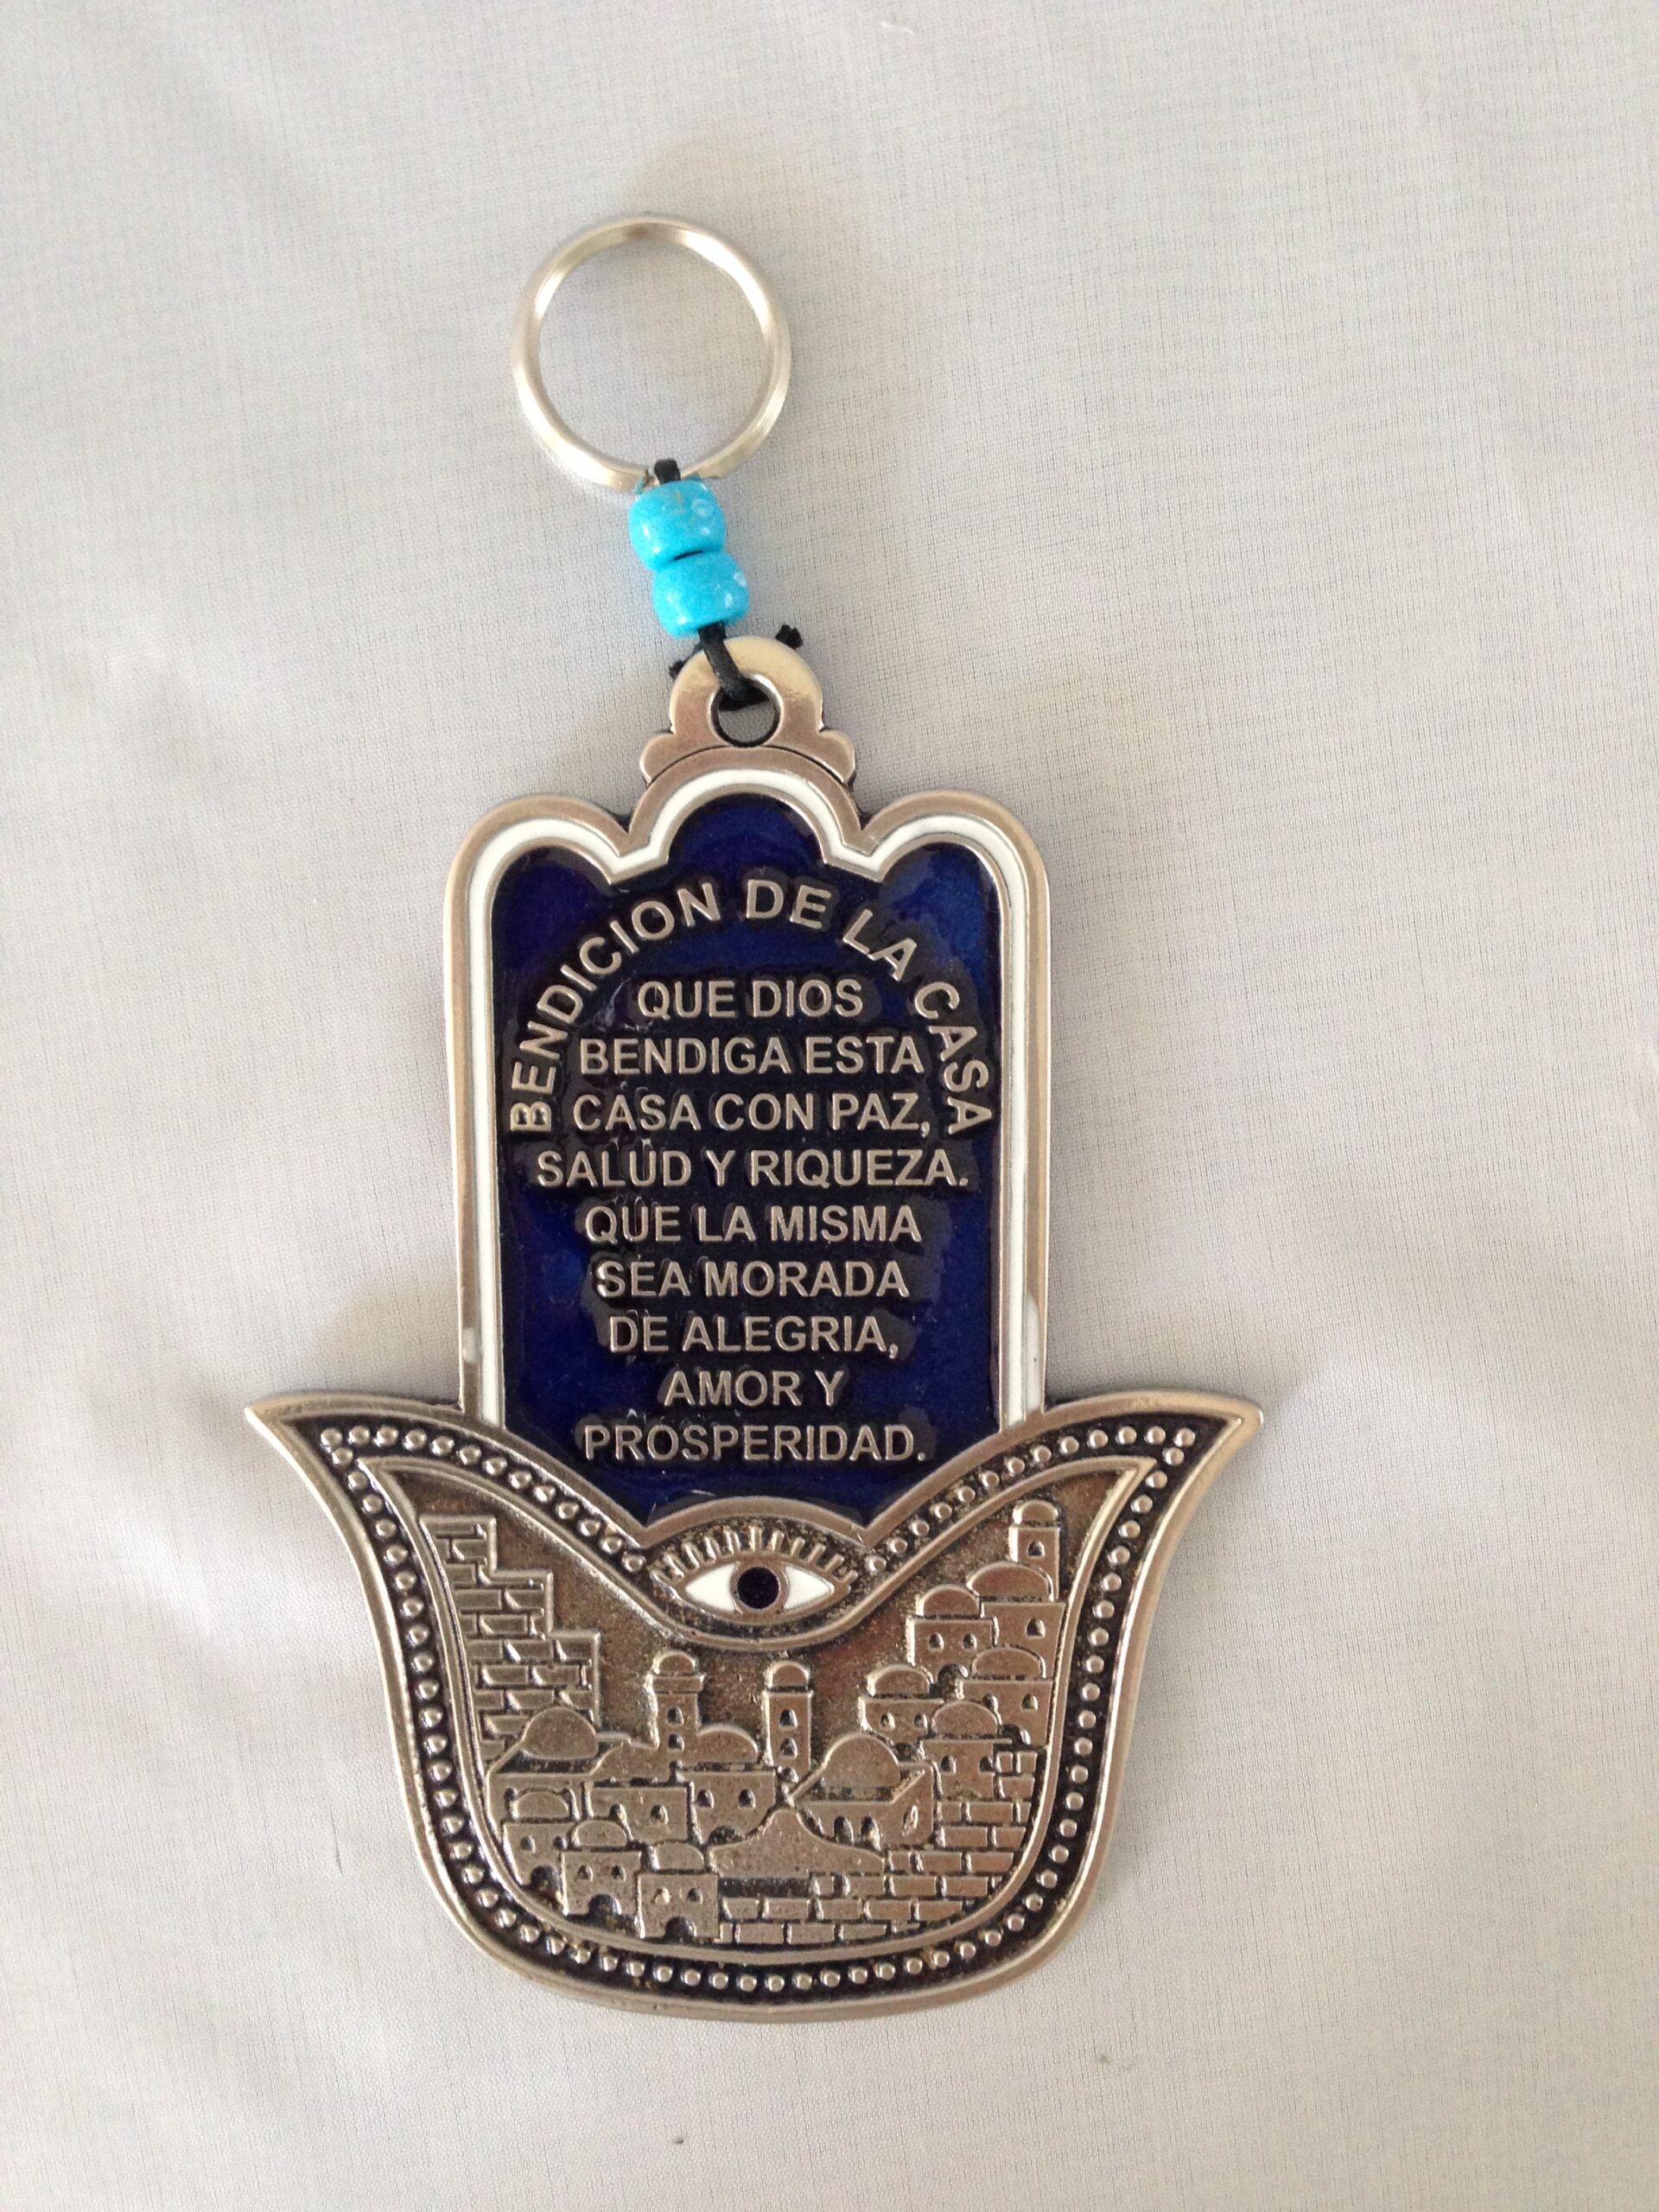 BENDICION DE LA CASA
QUE DIOS
BENDIGA ESTA
CASA CON PAZ,
SALUD Y RIQUEZA.
QUE LA MISMA
SEA MORADA
DE ALEGRIA,
AMOR Y
PROSPERIDAD.